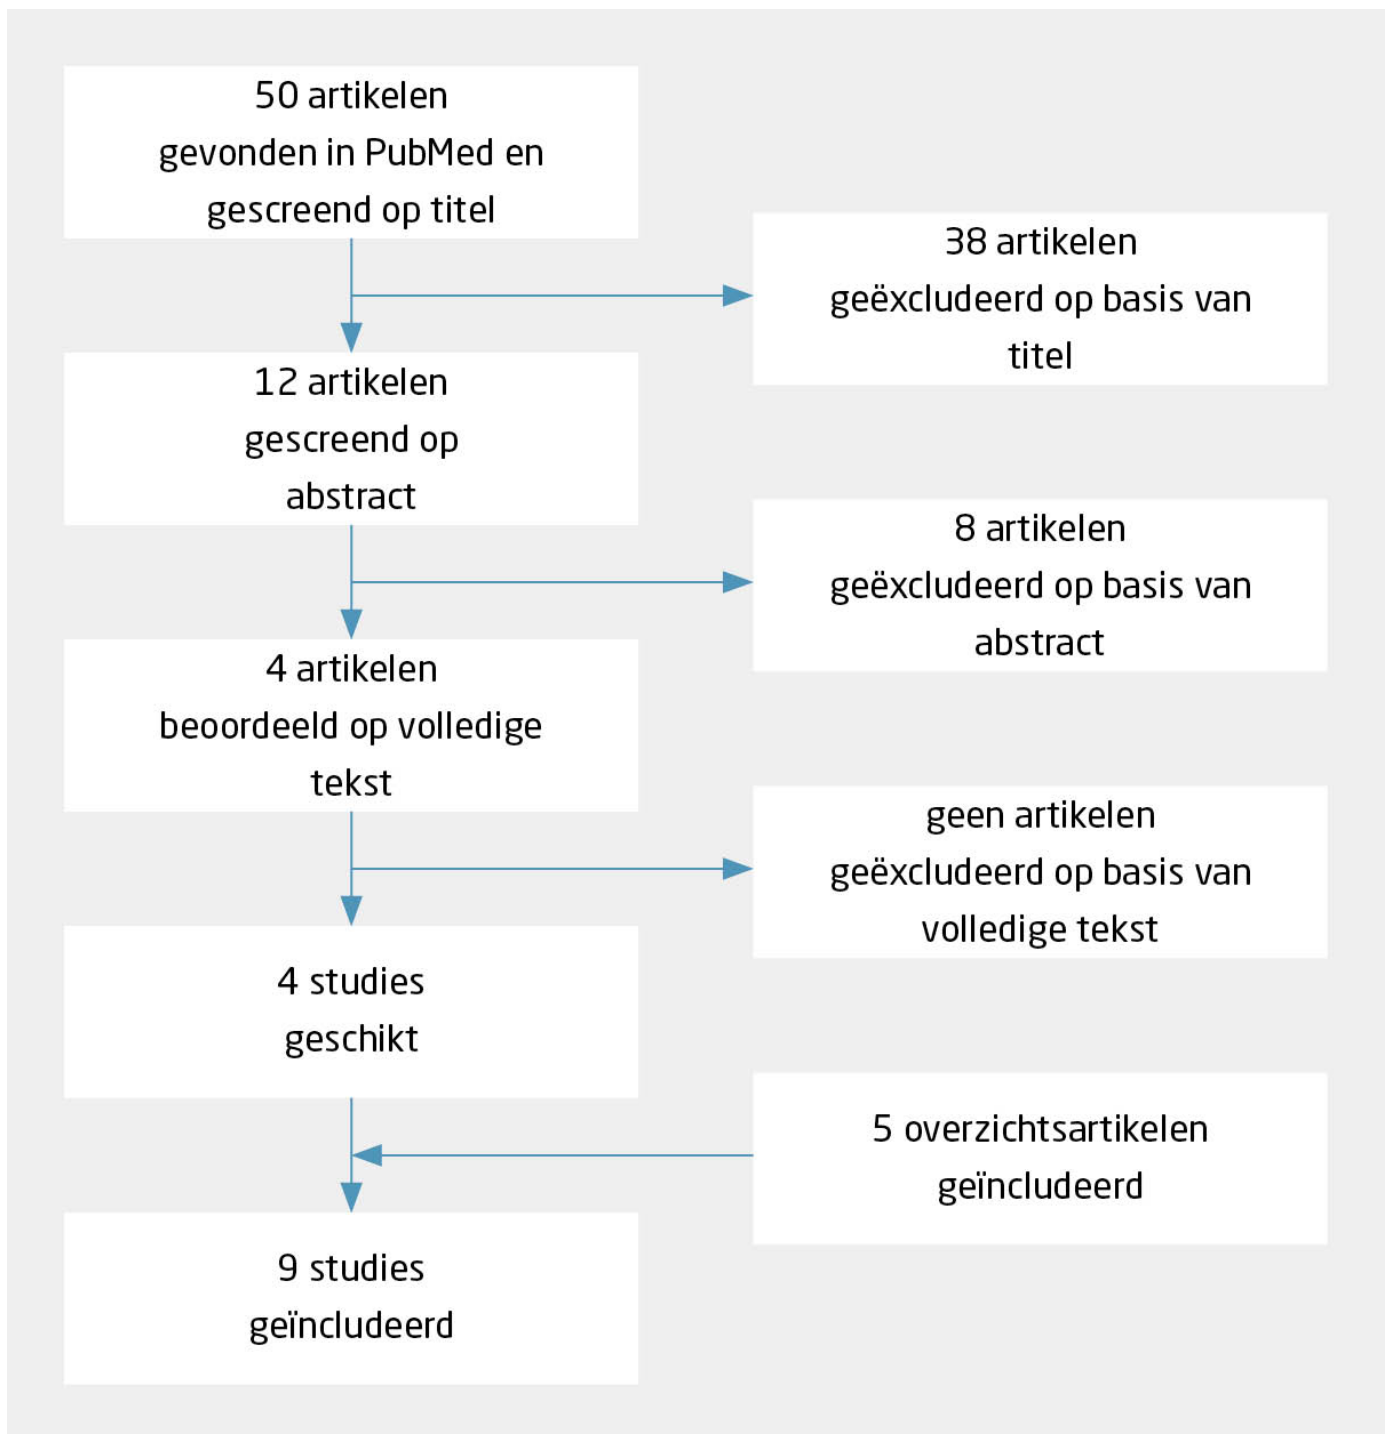 50 artikelen
gevonden in PubMed en
gescreend op titel
38 artikelen
geëxcludeerd op basis van
titel
12 artikelen
gescreend op
abstract
8 artikelen
geëxcludeerd op basis van
abstract
4 artikelen
beoordeeld op volledige
tekst
geen artikelen
geëxcludeerd op basis van
volledige tekst
4 studies
geschikt
5 overzichtsartikelen
geïncludeerd
9 studies
geïncludeerd